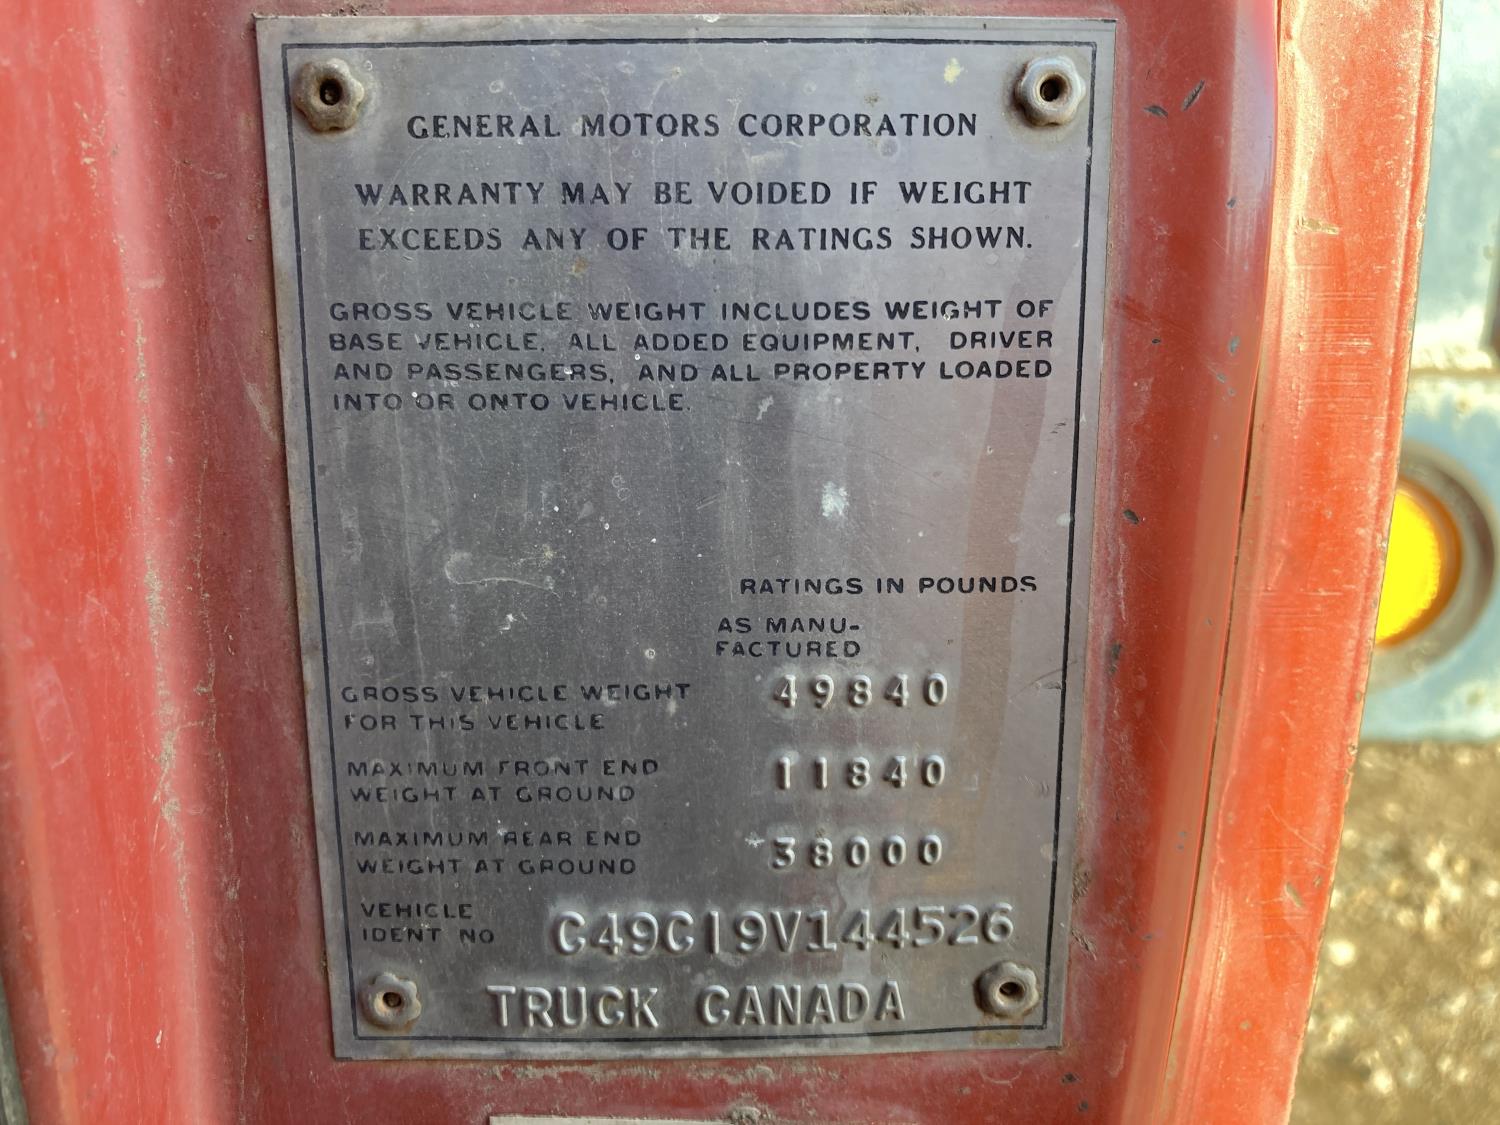 GENERAL MOTORS CORPORATION
WARRANTY MAY BE VOIDED IF WEIGHT
EXCEEDS ANY OF THE RATINGS SHOWN.
GROSS VEHICLE WEIGHT INCLUDES WEIGHT OF
BASE VEHICLE, ALL ADDED EQUIPMENT, DRIVER
AND PASSENGERS, AND ALL PROPERTY LOADED
INTO OR ONTO VEHICLE.
RATINGS IN POUNDS
AS MANU-
FACTURED
GROSS VEHICLE WEIGHT 49840
FOR THIS VEHICLE
MAXIMUM FRONT END 11840
WEIGHT AT GROUND
MAXIMUM REAR END 38000
WEIGHT AT GROUND
VEHICLE
IDENT NO C49C19V144526
TRUCK CANADA